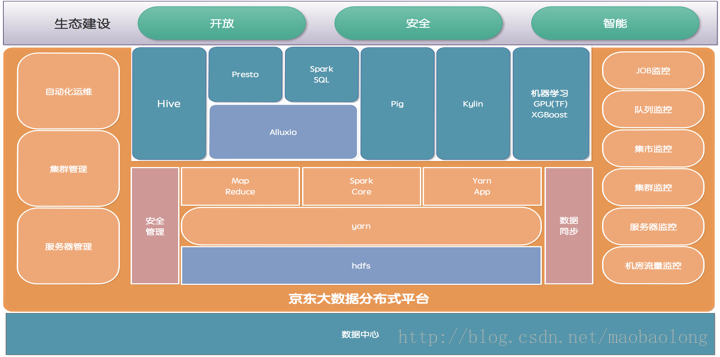 生态建设
开放
安全
智能
自动化运维
集群管理
服务器管理
Hive
Presto
Spark
SQL
Alluxio
Pig
Kylin
机器学习
GPU(TF)
XGBoost
JOB监控
队列监控
集市监控
集群监控
服务器监控
机房流量监控
安全
管理
Map
Reduce
Spark
Core
Yarn
App
yarn
hdfs
数据
同步
京东大数据分布式平台
数据中心
http://blog.csdn.net/maobaolong